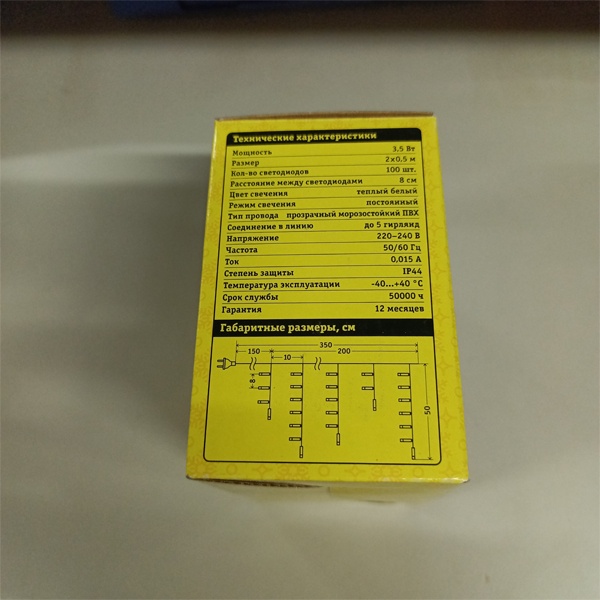 Технические характеристики
Мощность 3,5 Вт
Размер 2х0,5 м
Кол-во светодиодов 100 шт.
Расстояние между светодиодами 8 см
Цвет свечения теплый белый
Режим свечения постоянный
Тип провода прозрачный морозостойкий ПВХ
Соединение в линию до 5 гирлянд
Напряжение 220–240 В
Частота 50/60 Гц
Ток 0,015 А
Степень защиты IP44
Температура эксплуатации -40...+40 °С
Срок службы 50000 ч
Гарантия 12 месяцев
Габаритные размеры, см
350
150 200
10
8
50